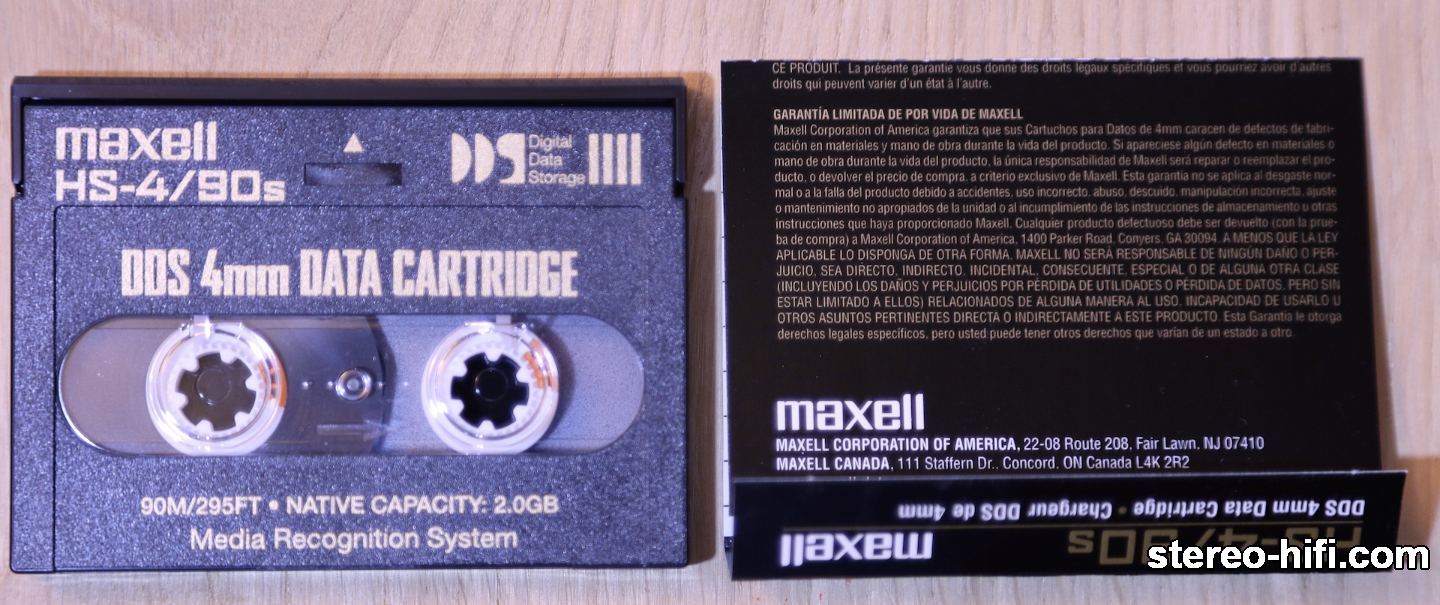 maxell
HS-4/90s
DDS Digital
Data
Storage
DDS 4mm DATA CARTRIDGE
90M/295FT • NATIVE CAPACITY: 2.0GB
Media Recognition System
CE PRODUIT. La présente garantie vous donne des droits légaux spécifiques et vous pourriez avoir d'autres
droits qui peuvent varier d'un état à l'autre.
GARANTÍA LIMITADA DE POR VIDA DE MAXELL
Maxell Corporation of America garantiza que sus Cartuchos para Datos de 4mm caracen de defectos de fabri-
cación en materiales y mano de obra durante la vida del producto. Si apareciese algún defecto en materiales o
mano de obra durante la vida del producto, la única responsabilidad de Maxell será reparar o reemplazar el pro-
ducto, o devolver el precio de compra, a criterio exclusivo de Maxell. Esta garantía no se aplica al desgaste nor-
mal o a la falla del producto debido a accidentes, uso incorrecto, abuso, descuido, manipulación incorrecta, ajuste
o mantenimiento no apropiados de la unidad o al incumplimiento de las instrucciones de almacenamiento u otras
instrucciones que haya proporcionado Maxell. Cualquier producto defectuoso debe ser devuelto (con la prue-
ba de compra) a Maxell Corporation of America, 1400 Parker Road, Conyers, GA 30094. A MENOS QUE LA LEY
APLICABLE LO DISPONGA DE OTRA FORMA, MAXELL NO SERÁ RESPONSABLE DE NINGÚN DAÑO O PER-
JUICIO, SEA DIRECTO, INDIRECTO, INCIDENTAL, CONSECUENTE, ESPECIAL O DE ALGUNA OTRA CLASE
(INCLUYENDO LOS DAÑOS Y PERJUICIOS POR PÉRDIDA DE UTILIDADES O PÉRDIDA DE DATOS, PERO SIN
ESTAR LIMITADO A ELLOS) RELACIONADOS DE ALGUNA MANERA AL USO, INCAPACIDAD DE USARLO U
OTROS ASUNTOS PERTINENTES DIRECTA O INDIRECTAMENTE A ESTE PRODUCTO. Esta Garantía le otorga
derechos legales específicos, pero usted puede tener otros derechos que varían de un estado a otro.
maxell
MAXELL CORPORATION OF AMERICA, 22-08 Route 208, Fair Lawn, NJ 07410
MAXELL CANADA, 111 Staffern Dr., Concord, ON Canada L4K 2R2
DDS 4mm Data Cartridge • Chargeur DDS de 4mm
maxell HS-4/90s
stereo-hifi.com